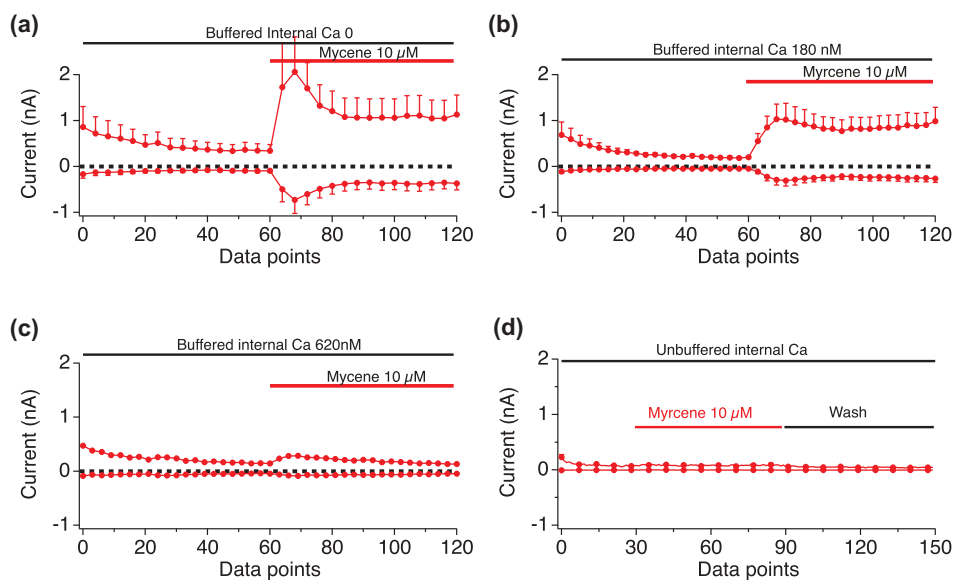 (a)
Buffered Internal Ca 0
Mycene 10 µM
Current (nA)
2
1
0
-1
0 20 40 60 80 100 120
Data points
(b)
Buffered internal Ca 180 nM
Myrcene 10 µM
Current (nA)
2
1
0
-1
0 20 40 60 80 100 120
Data points
(c)
Buffered internal Ca 620nM
Mycene 10 µM
Current (nA)
2
1
0
-1
0 20 40 60 80 100 120
Data points
(d)
Unbuffered internal Ca
Myrcene 10 µM Wash
Current (nA)
2
1
0
-1
0 30 60 90 120 150
Data points